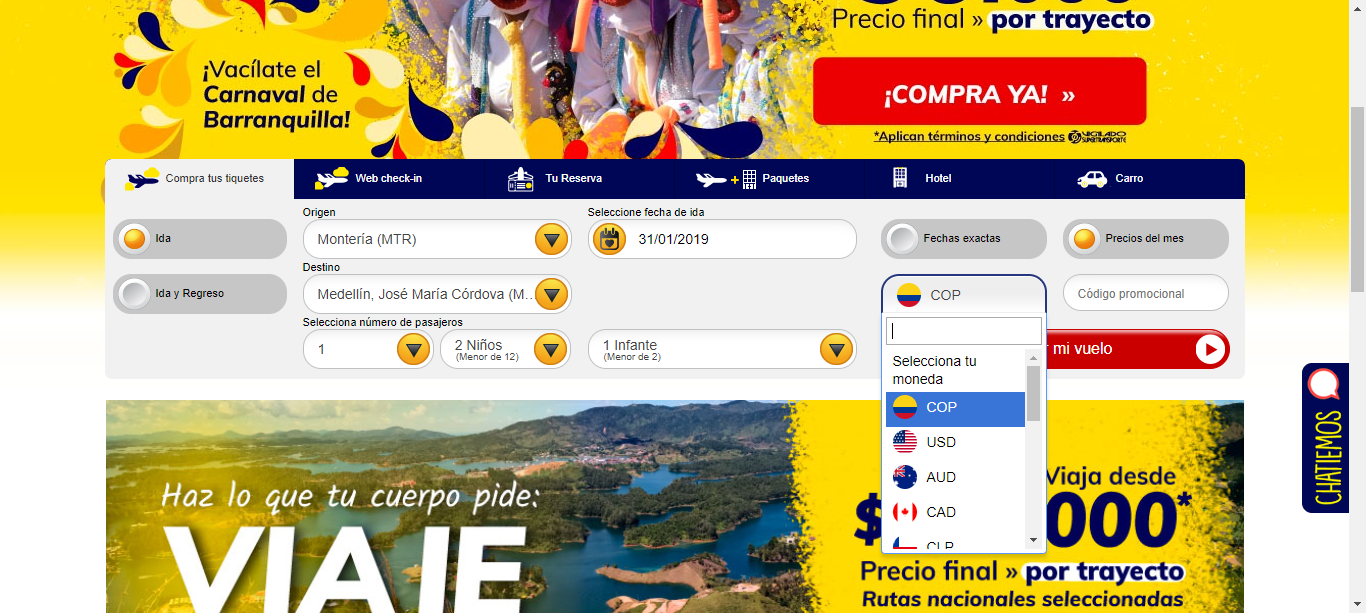 Precio final » por trayecto
¡Vacílate el
Carnaval de
Barranquilla!
¡COMPRA YA! »
*Aplican términos y condiciones VIGILADO SUPERTRANSPORTE
Compra tus tiquetes
Web check-in
Tu Reserva
Paquetes
Hotel
Carro
Ida
Ida y Regreso
Origen
Montería (MTR)
Destino
Medellín, José María Córdova (M...
Selecciona número de pasajeros
1
2 Niños
(Menor de 12)
1 Infante
(Menor de 2)
Seleccione fecha de ida
31/01/2019
Fechas exactas
Precios del mes
COP
Código promocional
Selecciona tu
moneda
COP
USD
AUD
CAD
CLP
mi vuelo
CHATIEMOS
Haz lo que tu cuerpo pide:
VIAJE
Viaja desde
$ 000*
Precio final » por trayecto
Rutas nacionales seleccionadas